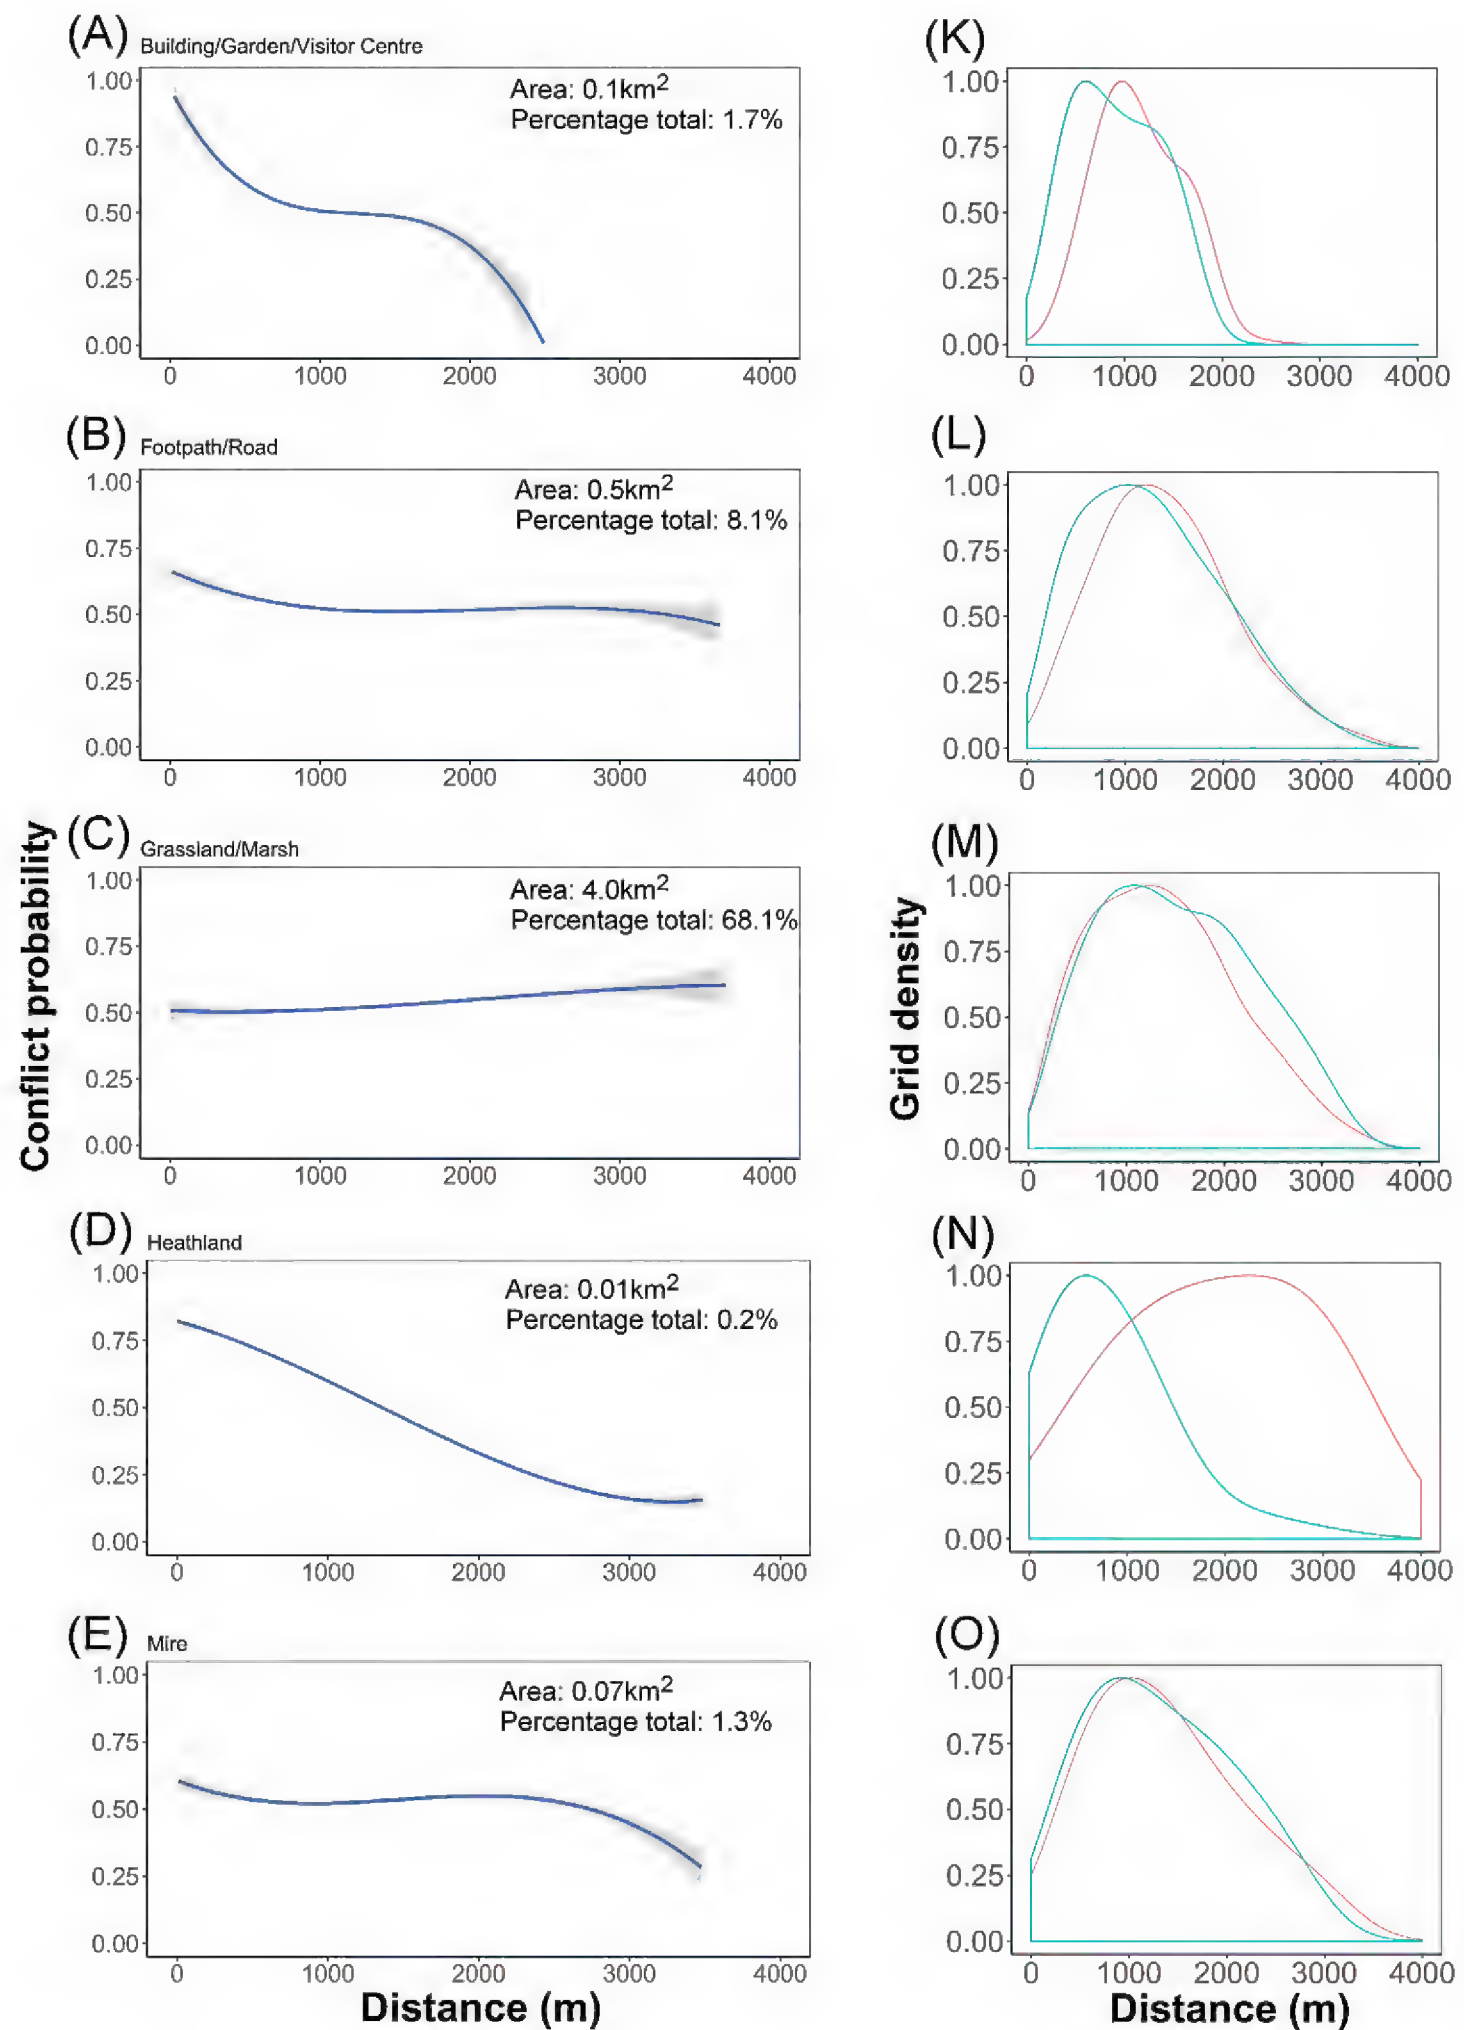 (A) Building/Garden/Visitor Centre
Area: 0.1km2
Percentage total: 1.7%
1.00
0.75
0.50
0.25
0.00
0 1000 2000 3000 4000
(K)
1.00
0.75
0.50
0.25
0.00
0 1000 2000 3000 4000
(B) Footpath/Road
Area: 0.5km2
Percentage total: 8.1%
1.00
0.75
0.50
0.25
0.00
0 1000 2000 3000 4000
(L)
1.00
0.75
0.50
0.25
0.00
0 1000 2000 3000 4000
Conflict probability
(C) Grassland/Marsh
Area: 4.0km2
Percentage total: 68.1%
1.00
0.75
0.50
0.25
0.00
0 1000 2000 3000 4000
Grid density
(M)
1.00
0.75
0.50
0.25
0.00
0 1000 2000 3000 4000
(D) Heathland
Area: 0.01km2
Percentage total: 0.2%
1.00
0.75
0.50
0.25
0.00
0 1000 2000 3000 4000
(N)
1.00
0.75
0.50
0.25
0.00
0 1000 2000 3000 4000
(E) Mire
Area: 0.07km2
Percentage total: 1.3%
1.00
0.75
0.50
0.25
0.00
0 1000 2000 3000 4000
Distance (m)
(O)
1.00
0.75
0.50
0.25
0.00
0 1000 2000 3000 4000
Distance (m)